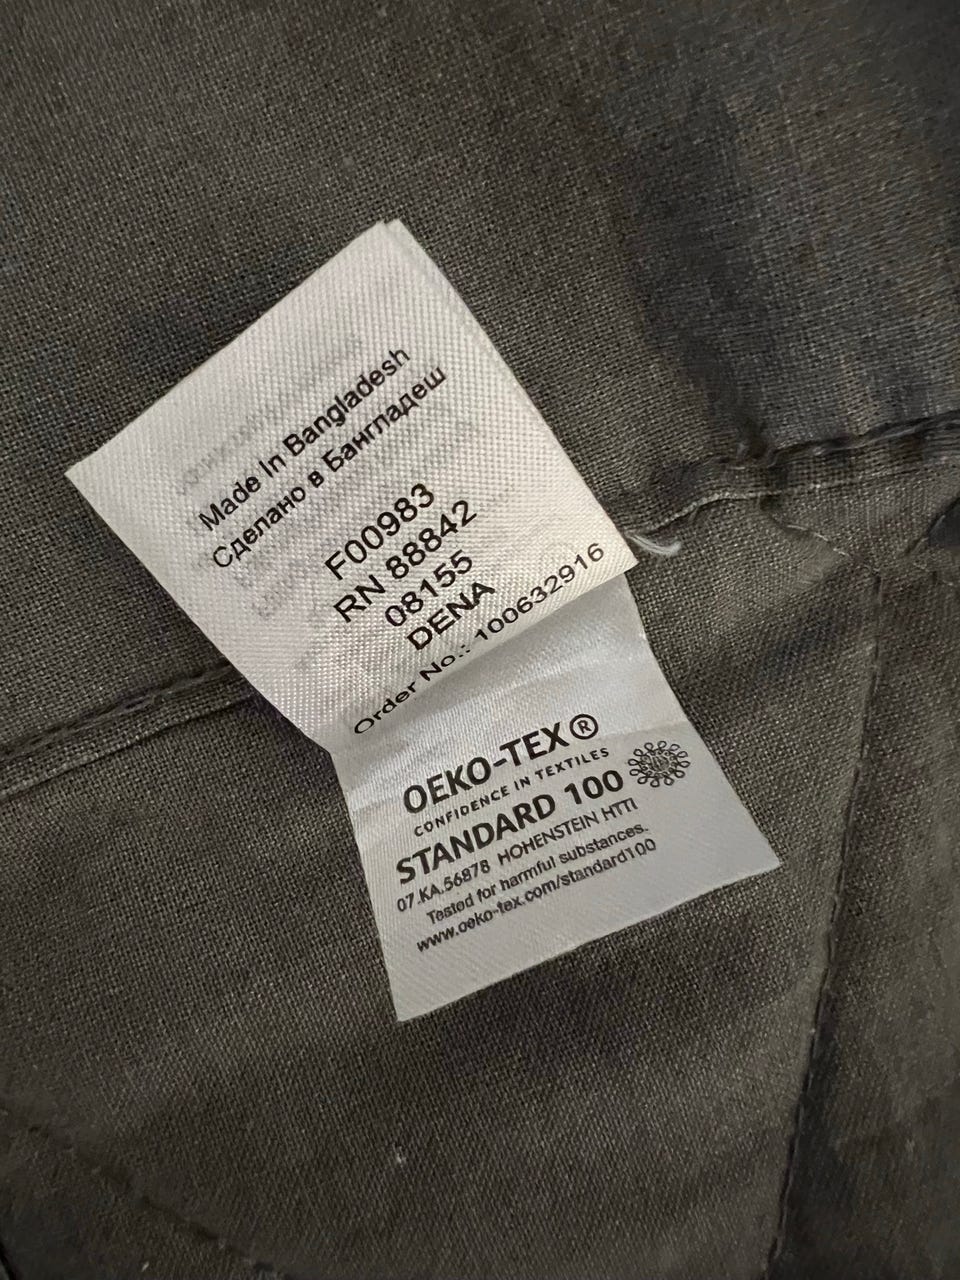 Made In Bangladesh
Сделано в Бангладеш
F00983
RN 88842
08155
DENA
Order No.: 100632916
OEKO-TEX®
CONFIDENCE IN TEXTILES
STANDARD 100
07.KA.56878 HOHENSTEIN HTTI
Tested for harmful substances.
www.oeko-tex.com/standard100